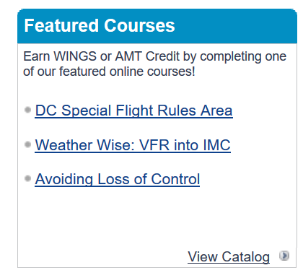 Featured Courses
Earn WINGS or AMT Credit by completing one
of our featured online courses!
DC Special Flight Rules Area
Weather Wise: VFR into IMC
Avoiding Loss of Control
View Catalog